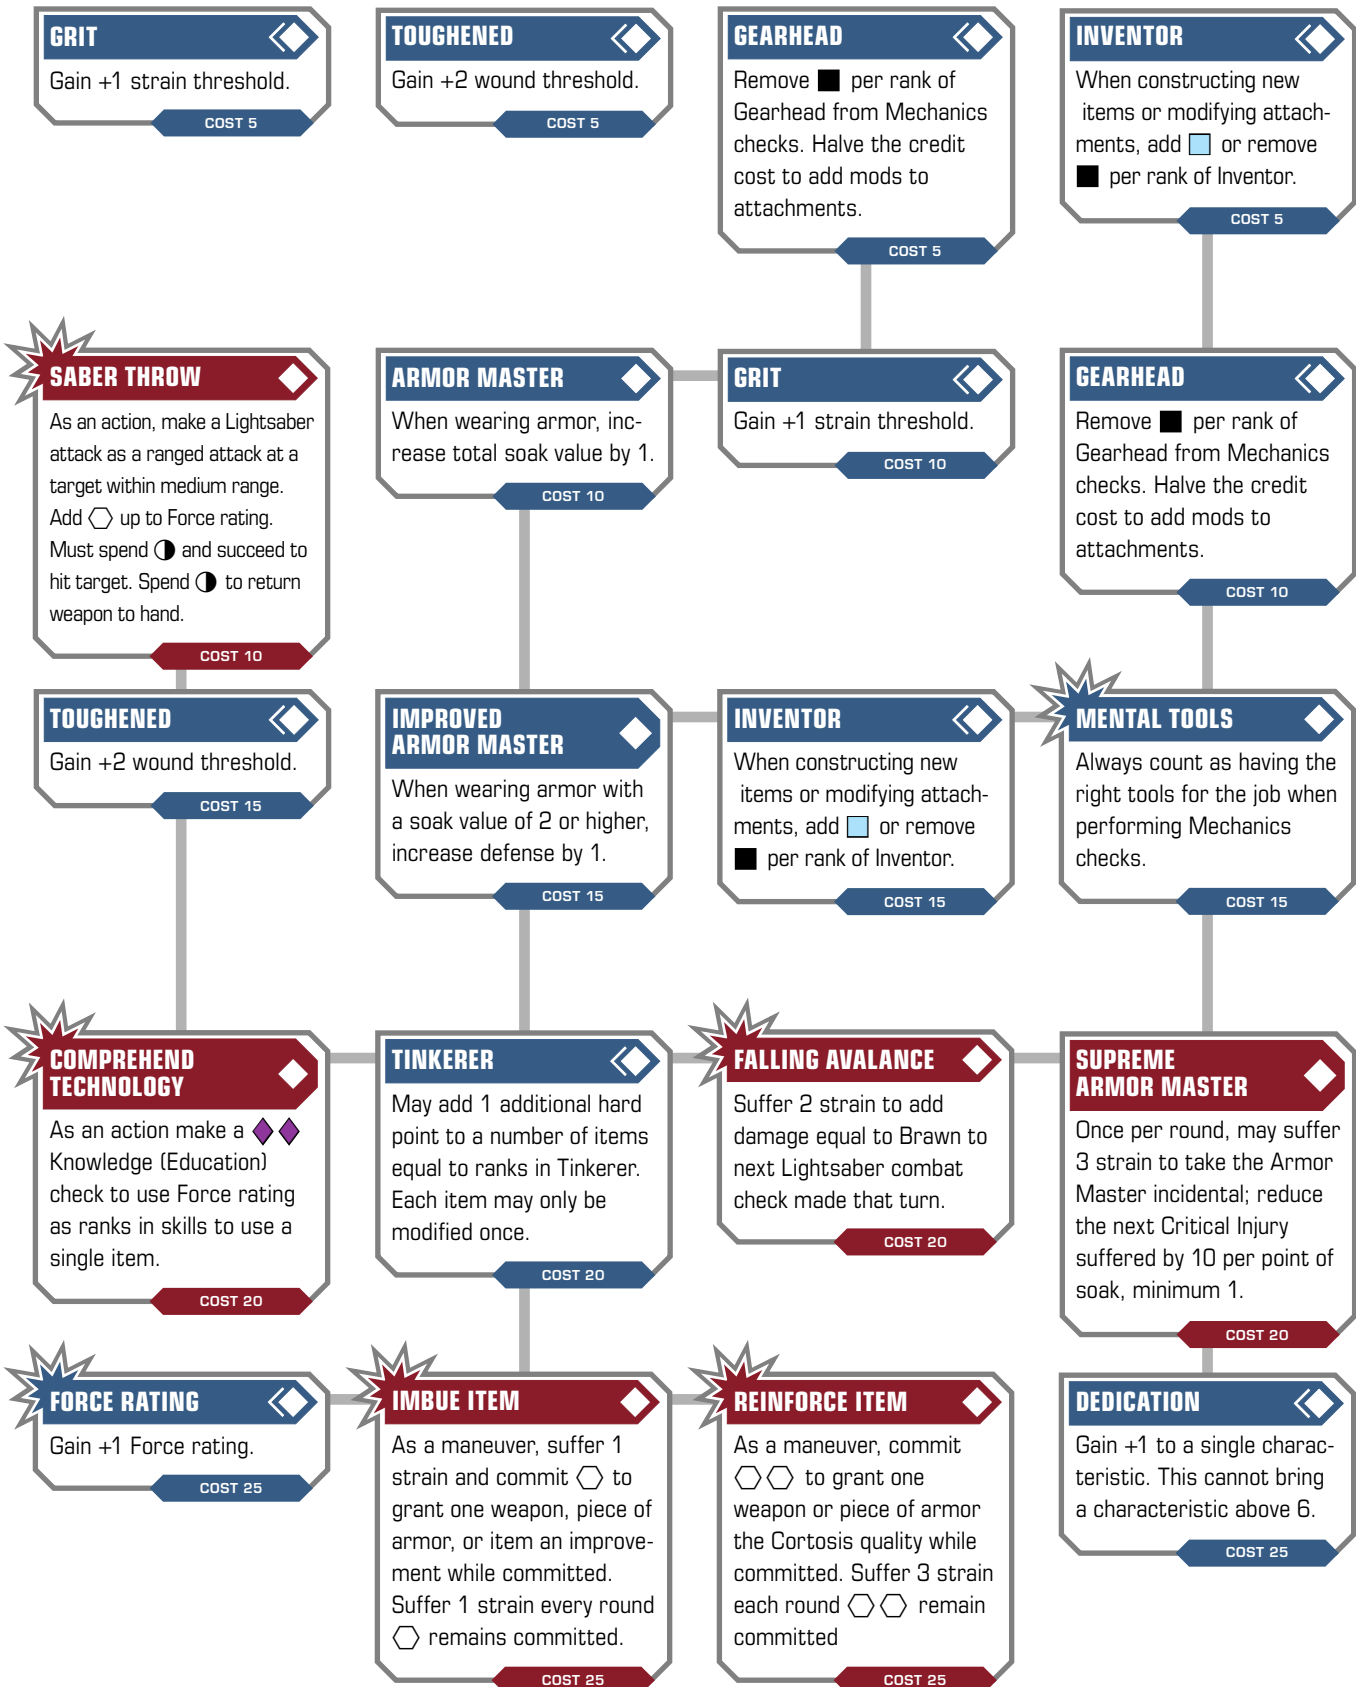 GRIT
Gain +1 strain threshold.
COST 5
TOUGHENED
Gain +2 wound threshold.
COST 5
GEARHEAD
Remove per rank of
Gearhead from Mechanics
checks. Halve the credit
cost to add mods to
attachments.
COST 5
INVENTOR
When constructing new
items or modifying attach-
ments, add or remove
per rank of Inventor.
COST 5
SABER THROW
As an action, make a Lightsaber
attack as a ranged attack at a
target within medium range.
Add up to Force rating.
Must spend and succeed to
hit target. Spend to return
weapon to hand.
COST 10
ARMOR MASTER
When wearing armor, inc-
rease total soak value by 1.
COST 10
GRIT
Gain +1 strain threshold.
COST 10
GEARHEAD
Remove per rank of
Gearhead from Mechanics
checks. Halve the credit
cost to add mods to
attachments.
COST 10
TOUGHENED
Gain +2 wound threshold.
COST 15
IMPROVED
ARMOR MASTER
When wearing armor with
a soak value of 2 or higher,
increase defense by 1.
COST 15
INVENTOR
When constructing new
items or modifying attach-
ments, add or remove
per rank of Inventor.
COST 15
MENTAL TOOLS
Always count as having the
right tools for the job when
performing Mechanics
checks.
COST 15
COMPREHEND
TECHNOLOGY
As an action make a
Knowledge (Education)
check to use Force rating
as ranks in skills to use a
single item.
COST 20
TINKERER
May add 1 additional hard
point to a number of items
equal to ranks in Tinkerer.
Each item may only be
modified once.
COST 20
FALLING AVALANCE
Suffer 2 strain to add
damage equal to Brawn to
next Lightsaber combat
check made that turn.
COST 20
SUPREME
ARMOR MASTER
Once per round, may suffer
3 strain to take the Armor
Master incidental; reduce
the next Critical Injury
suffered by 10 per point of
soak, minimum 1.
COST 20
FORCE RATING
Gain +1 Force rating.
COST 25
IMBUE ITEM
As a maneuver, suffer 1
strain and commit to
grant one weapon, piece of
armor, or item an improve-
ment while committed.
Suffer 1 strain every round
remains committed.
COST 25
REINFORCE ITEM
As a maneuver, commit
to grant one
weapon or piece of armor
the Cortosis quality while
committed. Suffer 3 strain
each round remain
committed
COST 25
DEDICATION
Gain +1 to a single charac-
teristic. This cannot bring
a characteristic above 6.
COST 25